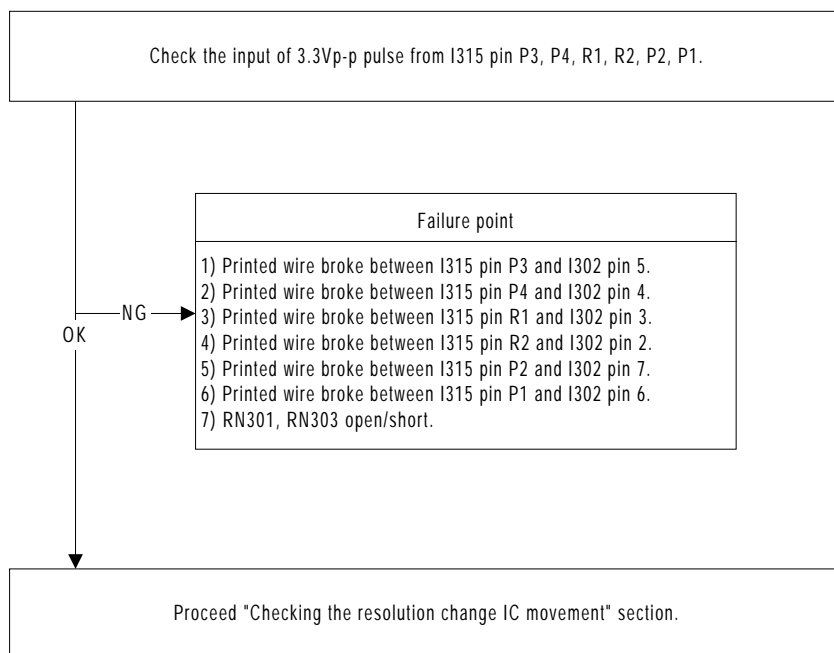 Check the input of 3.3Vp-p pulse from I315 pin P3, P4, R1, R2, P2, P1.
Failure point
1) Printed wire broke between I315 pin P3 and I302 pin 5.
2) Printed wire broke between I315 pin P4 and I302 pin 4.
3) Printed wire broke between I315 pin R1 and I302 pin 3.
4) Printed wire broke between I315 pin R2 and I302 pin 2.
5) Printed wire broke between I315 pin P2 and I302 pin 7.
6) Printed wire broke between I315 pin P1 and I302 pin 6.
7) RN301, RN303 open/short.
NG
OK
Proceed "Checking the resolution change IC movement" section.